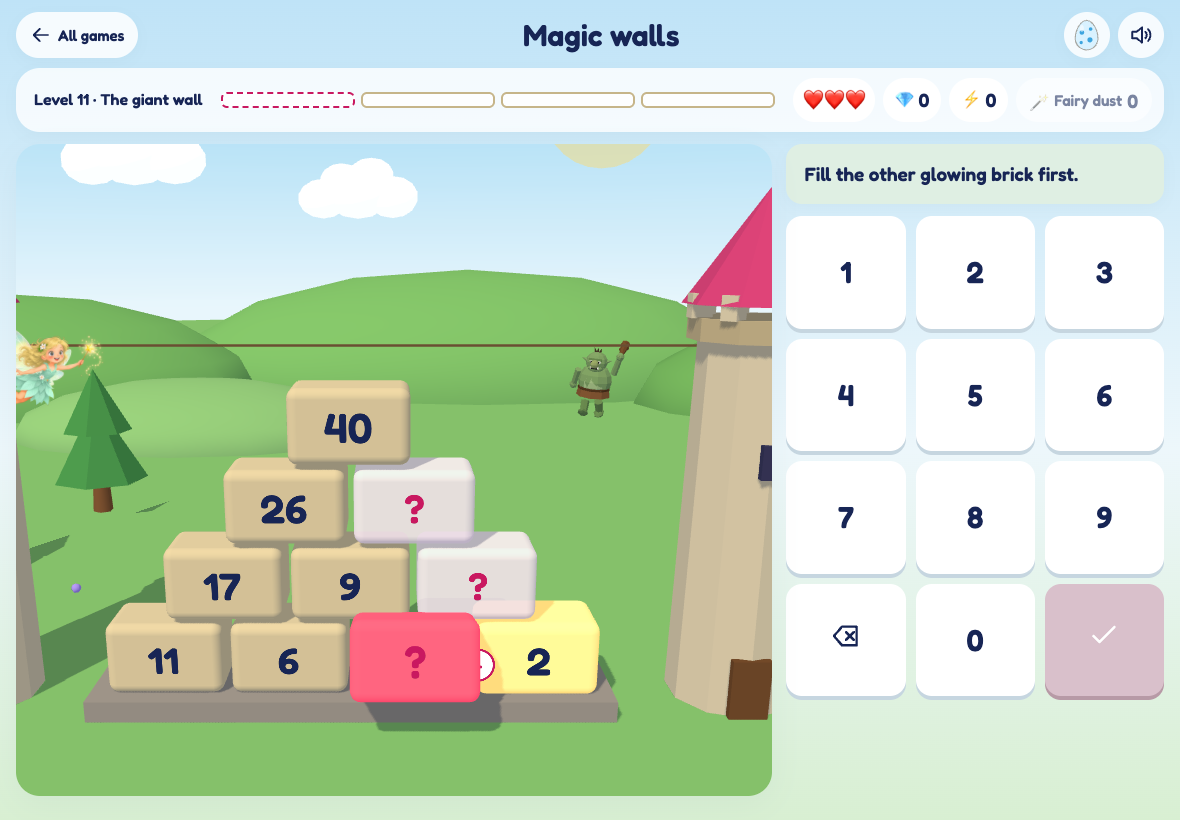 All games
Magic walls
Level 11 · The giant wall
0
0
Fairy dust 0
Fill the other glowing brick first.
40
26 ?
17 9 ?
11 6 ? 2
1 2 3
4 5 6
7 8 9
0